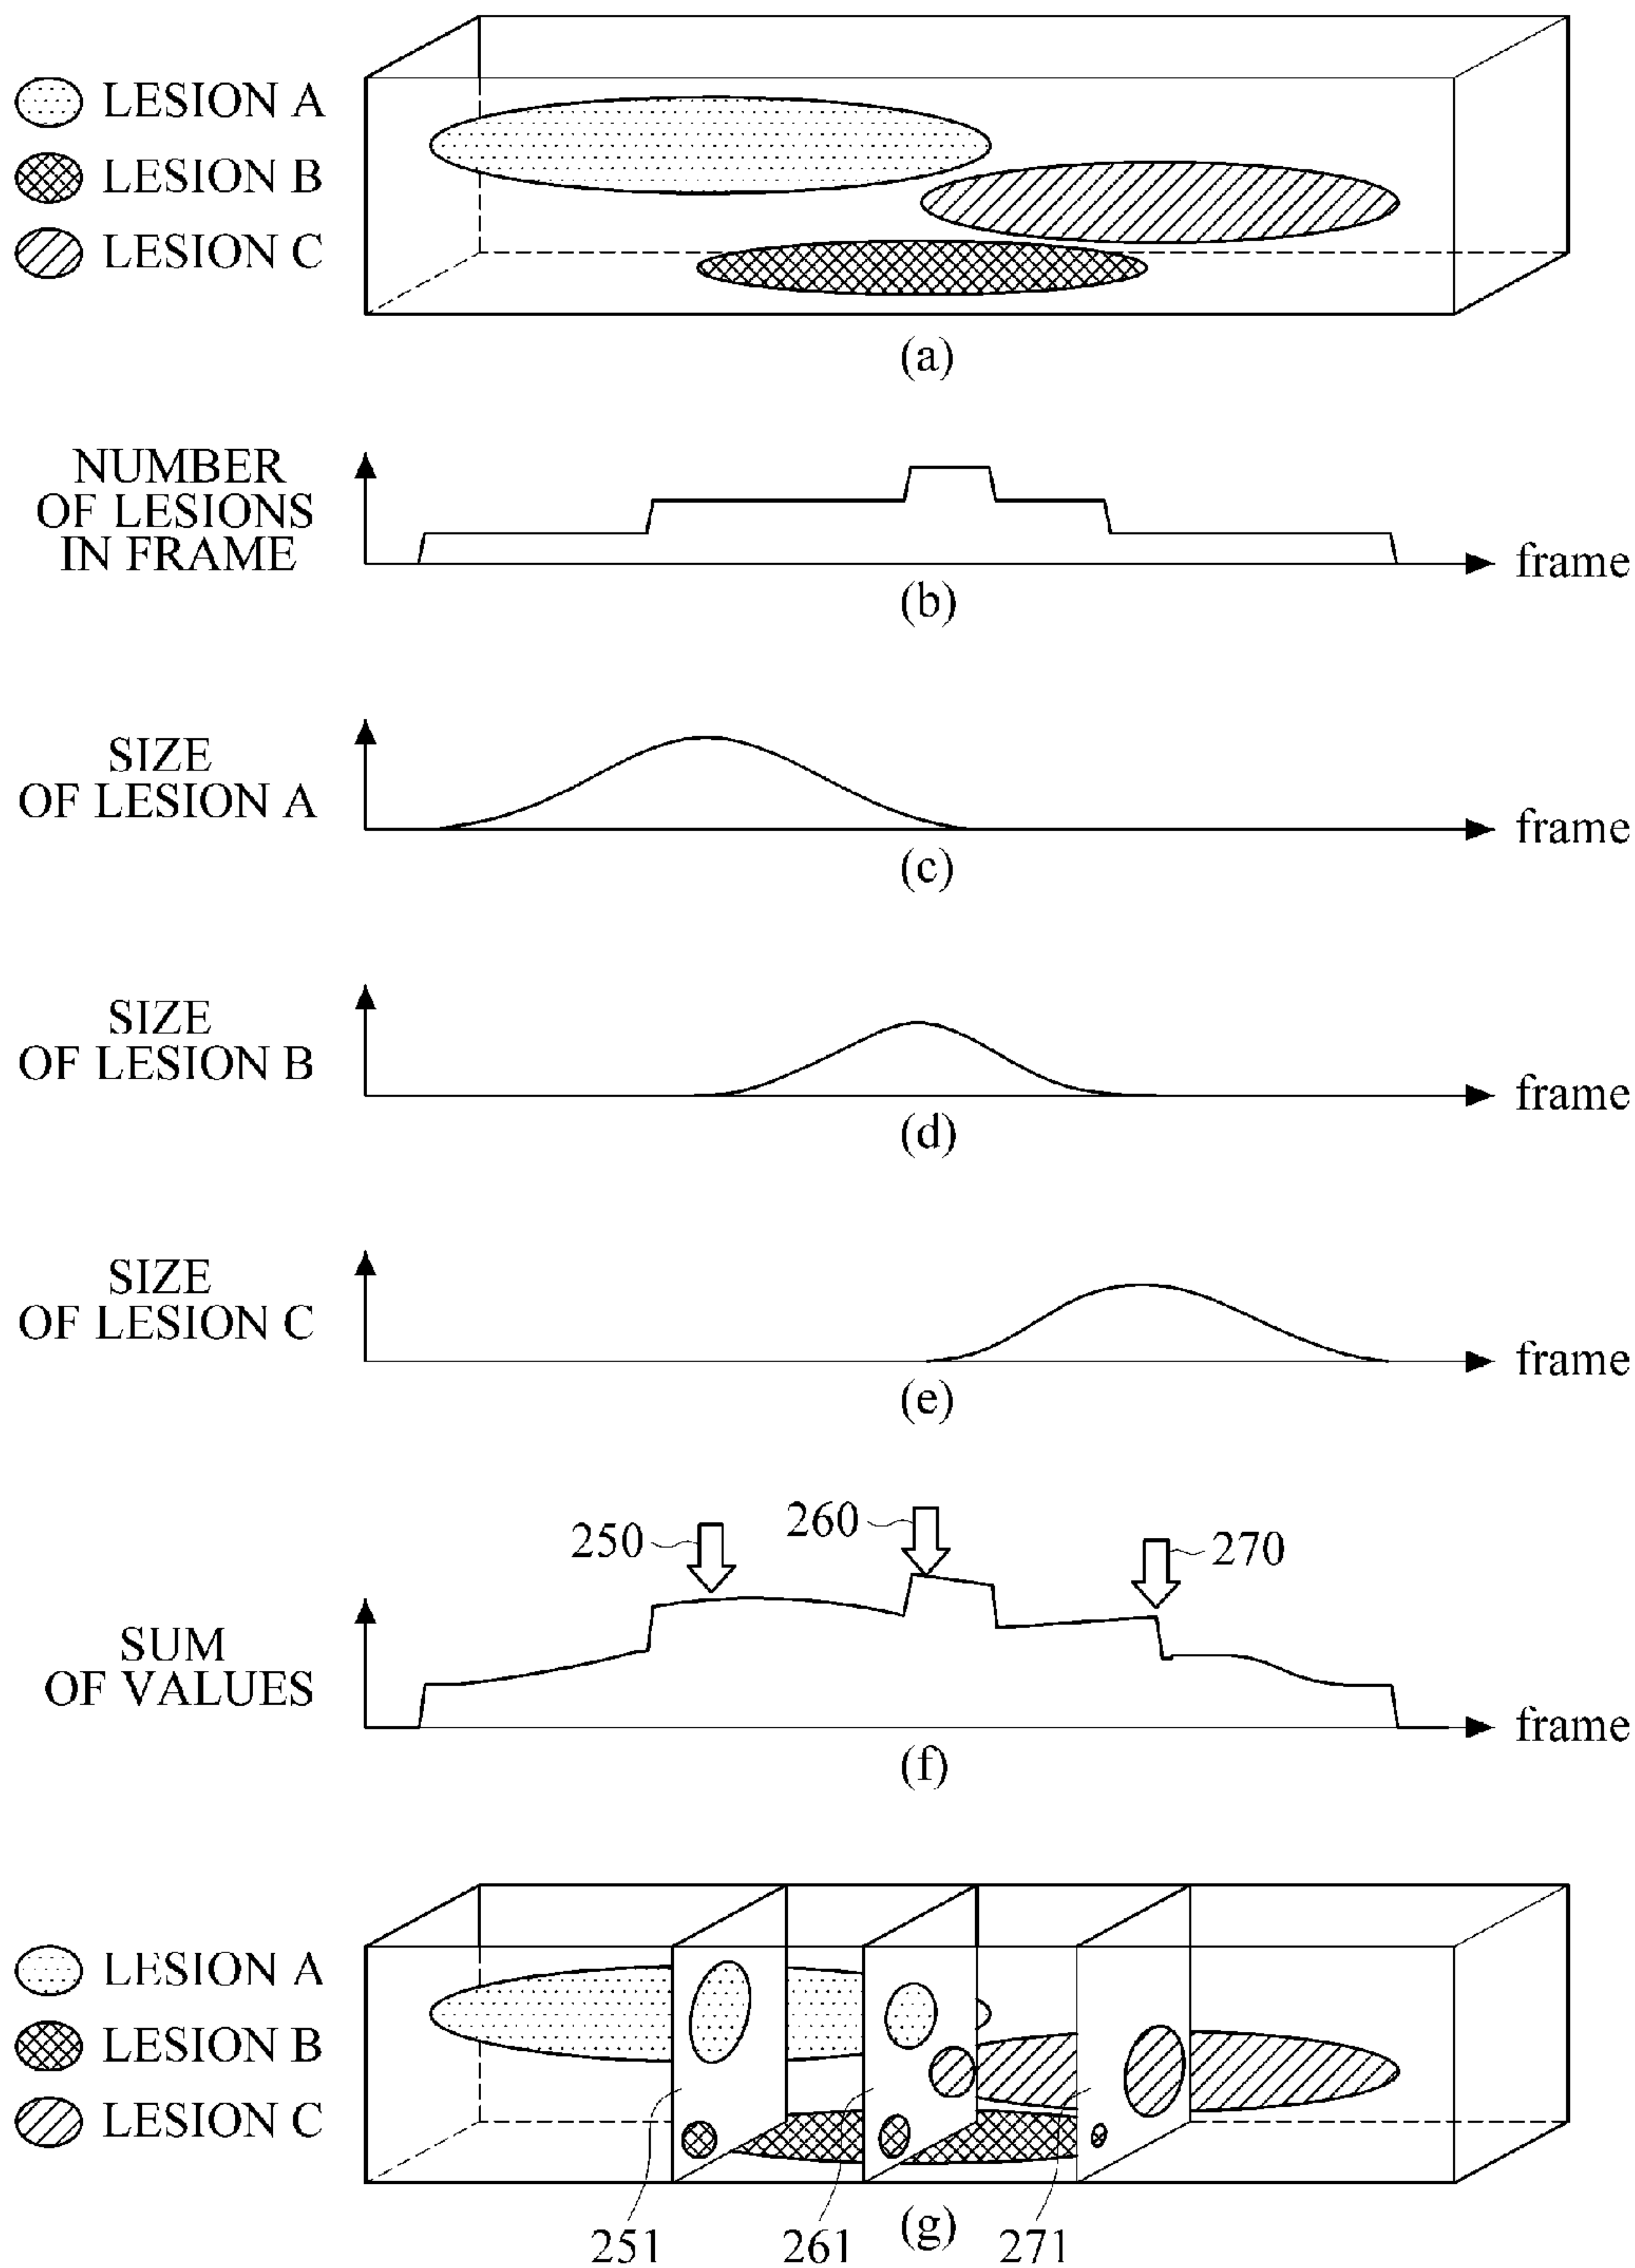 LESION A
LESION B
LESION C
(a)
NUMBER
OF LESIONS
IN FRAME
frame
(b)
SIZE
OF LESION A
frame
(c)
SIZE
OF LESION B
frame
(d)
SIZE
OF LESION C
frame
(e)
250
260
270
SUM
OF VALUES
frame
(f)
LESION A
LESION B
LESION C
251
261
(g)
271